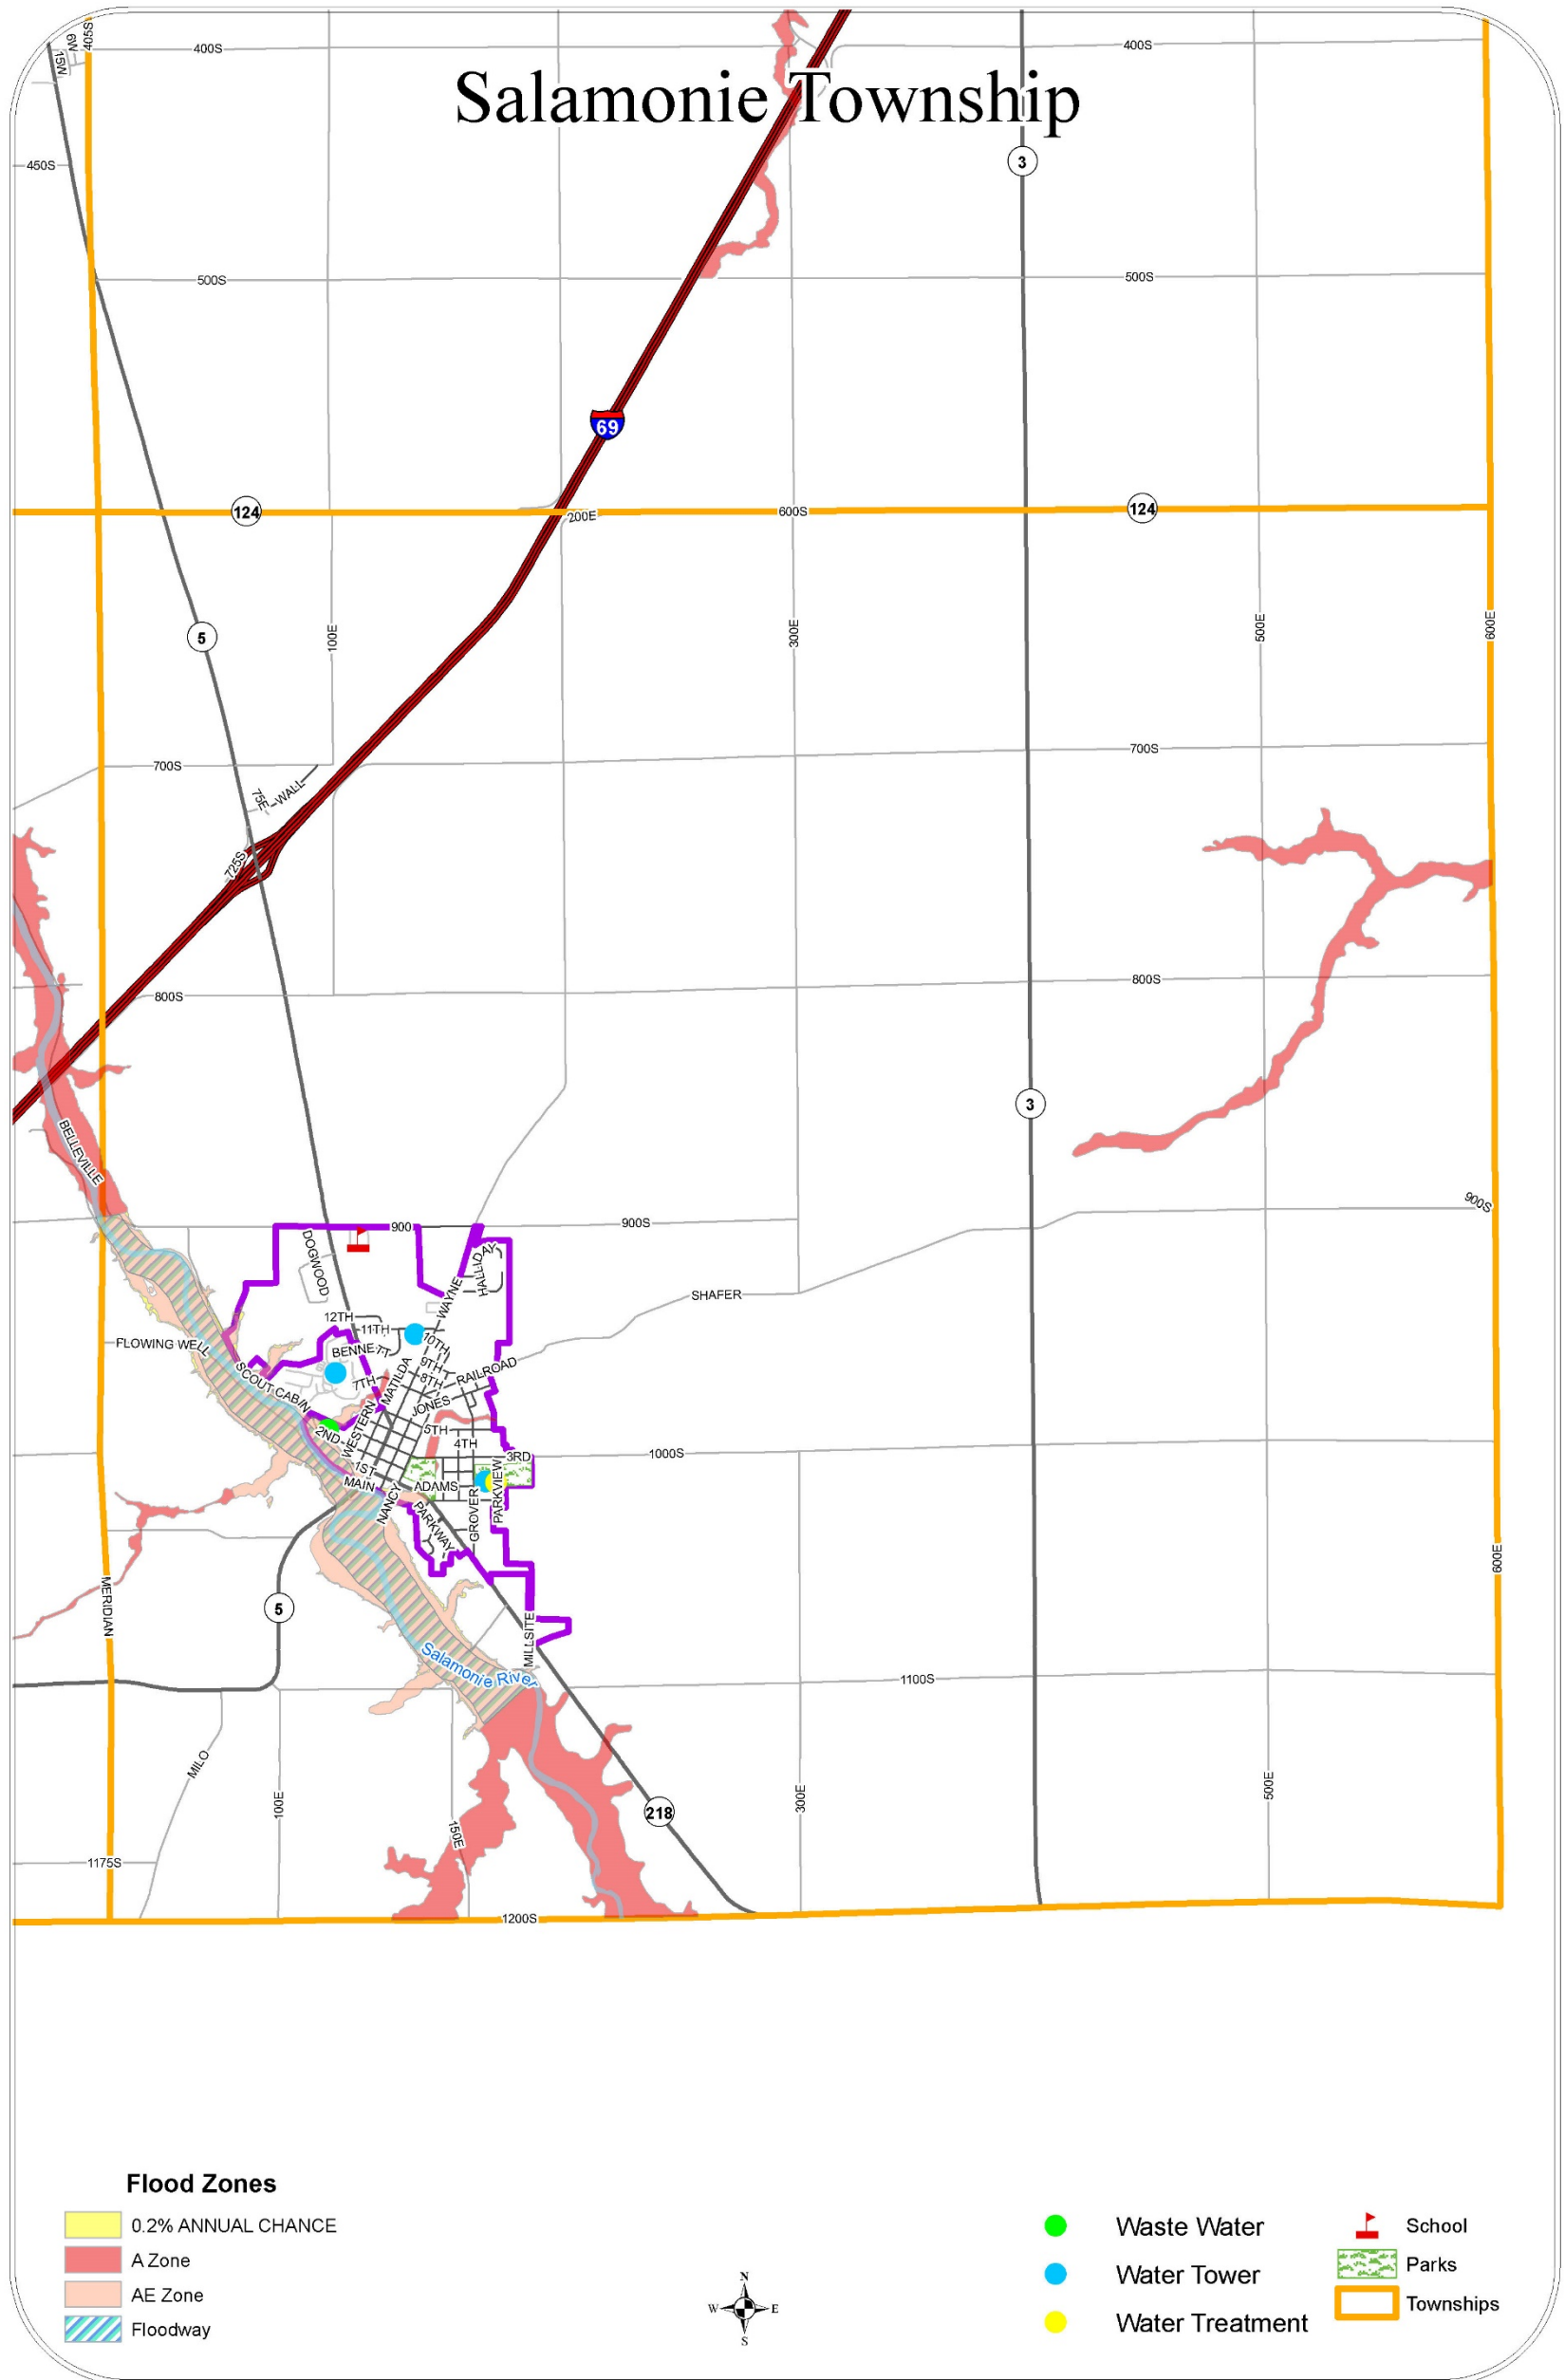 Salamonie Township
405S
6W
15W
400S
400S
3
450S
500S
500S
69
124
200E
600S
124
5
100E
300E
500E
600E
700S
700S
75E
WALL
725S
800S
800S
3
BELLEVILLE
900
900S
900S
DOGWOOD
HALLIDAY
WAYNE
SHAFER
12TH
11TH
10TH
FLOWING WELL
BENNETT
9TH
8TH
RAILROAD
SCOUT CABIN
7TH
MATILDA
JONES
2ND
WESTERN
5TH
4TH
3RD
1000S
1ST
MAIN
ADAMS
NANCY
PARKWAY
GROVER
PARKVIEW
MERIDIAN
5
600E
MILLSITE
Salamonie River
1100S
MILO
100E
150E
218
300E
500E
1175S
1200S
Flood Zones
0.2% ANNUAL CHANCE
A Zone
AE Zone
Floodway
N
W
E
S
Waste Water
Water Tower
Water Treatment
School
Parks
Townships